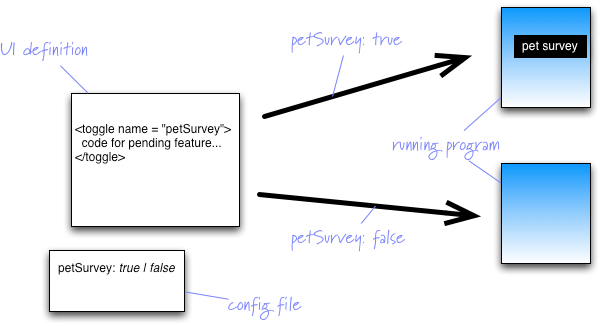 petSurvey: true
pet survey
UI definition
<toggle name = "petSurvey">
code for pending feature...
</toggle>
running program
petSurvey: false
petSurvey: true | false
config file